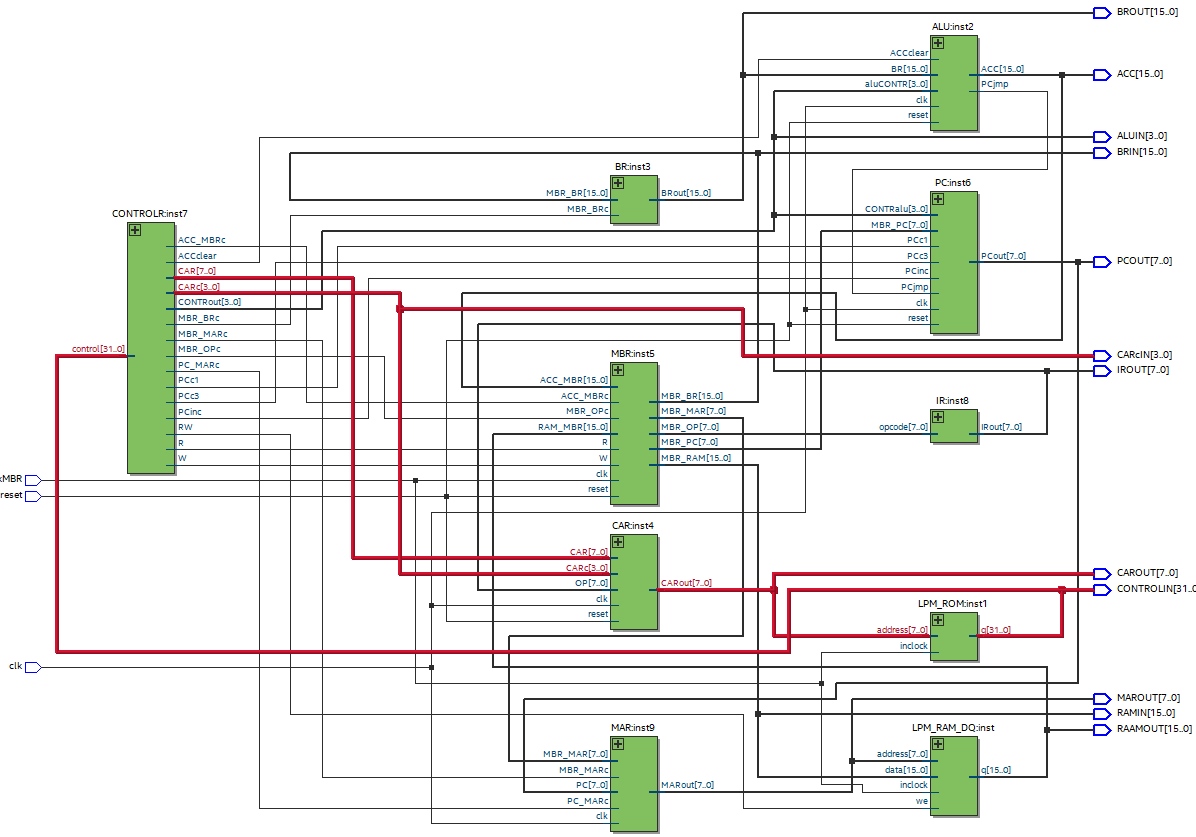 BROUT[15..0]
ALU:inst2
ACCclear
BR[15..0]
aluCONTR[3..0]
clk
reset
ACC[15..0]
PCjmp
ACC[15..0]
ALUIN[3..0]
BRIN[15..0]
BR:inst3
MBR_BR[15..0]
MBR_BRc
BRout[15..0]
PC:inst6
CONTRalu[3..0]
MBR_PC[7..0]
PCc1
PCc3
PCinc
PCjmp
clk
reset
PCout[7..0]
PCOUT[7..0]
CONTROLR:inst7
control[31..0]
ACC_MBRc
ACCclear
CAR[7..0]
CARc[3..0]
CONTRout[3..0]
MBR_BRc
MBR_MARc
MBR_OPc
PC_MARc
PCc1
PCc3
PCinc
RW
R
W
CARcIN[3..0]
IROUT[7..0]
MBR:inst5
ACC_MBR[15..0]
ACC_MBRc
MBR_OPc
RAM_MBR[15..0]
R
W
clk
reset
MBR_BR[15..0]
MBR_MAR[7..0]
MBR_OP[7..0]
MBR_PC[7..0]
MBR_RAM[15..0]
IR:inst8
opcode[7..0]
IRout[7..0]
xMBR
reset
CAR:inst4
CAR[7..0]
CARc[3..0]
OP[7..0]
clk
reset
CARout[7..0]
CAROUT[7..0]
CONTROLIN[31..0
LPM_ROM:inst1
address[7..0]
inclock
q[31..0]
clk
MAROUT[7..0]
RAMIN[15..0]
RAAMOUT[15..0]
MAR:inst9
MBR_MAR[7..0]
MBR_MARc
PC[7..0]
PC_MARc
clk
MARout[7..0]
LPM_RAM_DQ:inst
address[7..0]
data[15..0]
inclock
we
q[15..0]